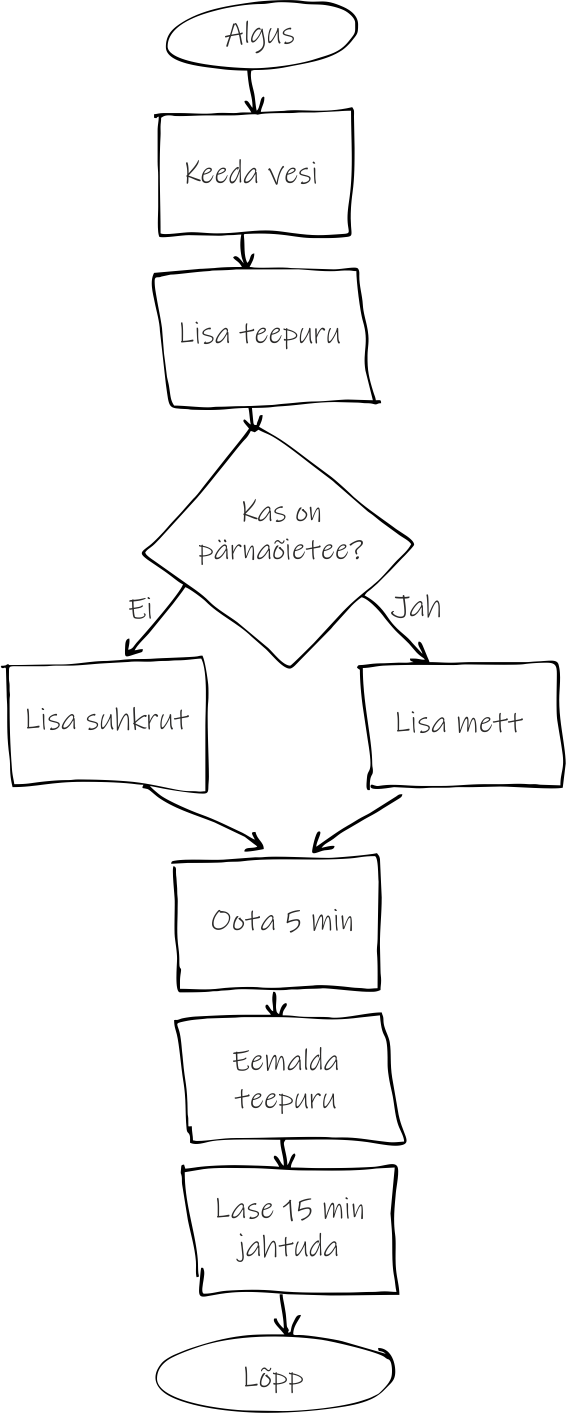 Algus
Keeda vesi
Lisa teepuru
Kas on
pärnaõietee?
Ei
Jah
Lisa suhkrut
Lisa mett
Oota 5 min
Eemalda
teepuru
Lase 15 min
jahtuda
Lõpp